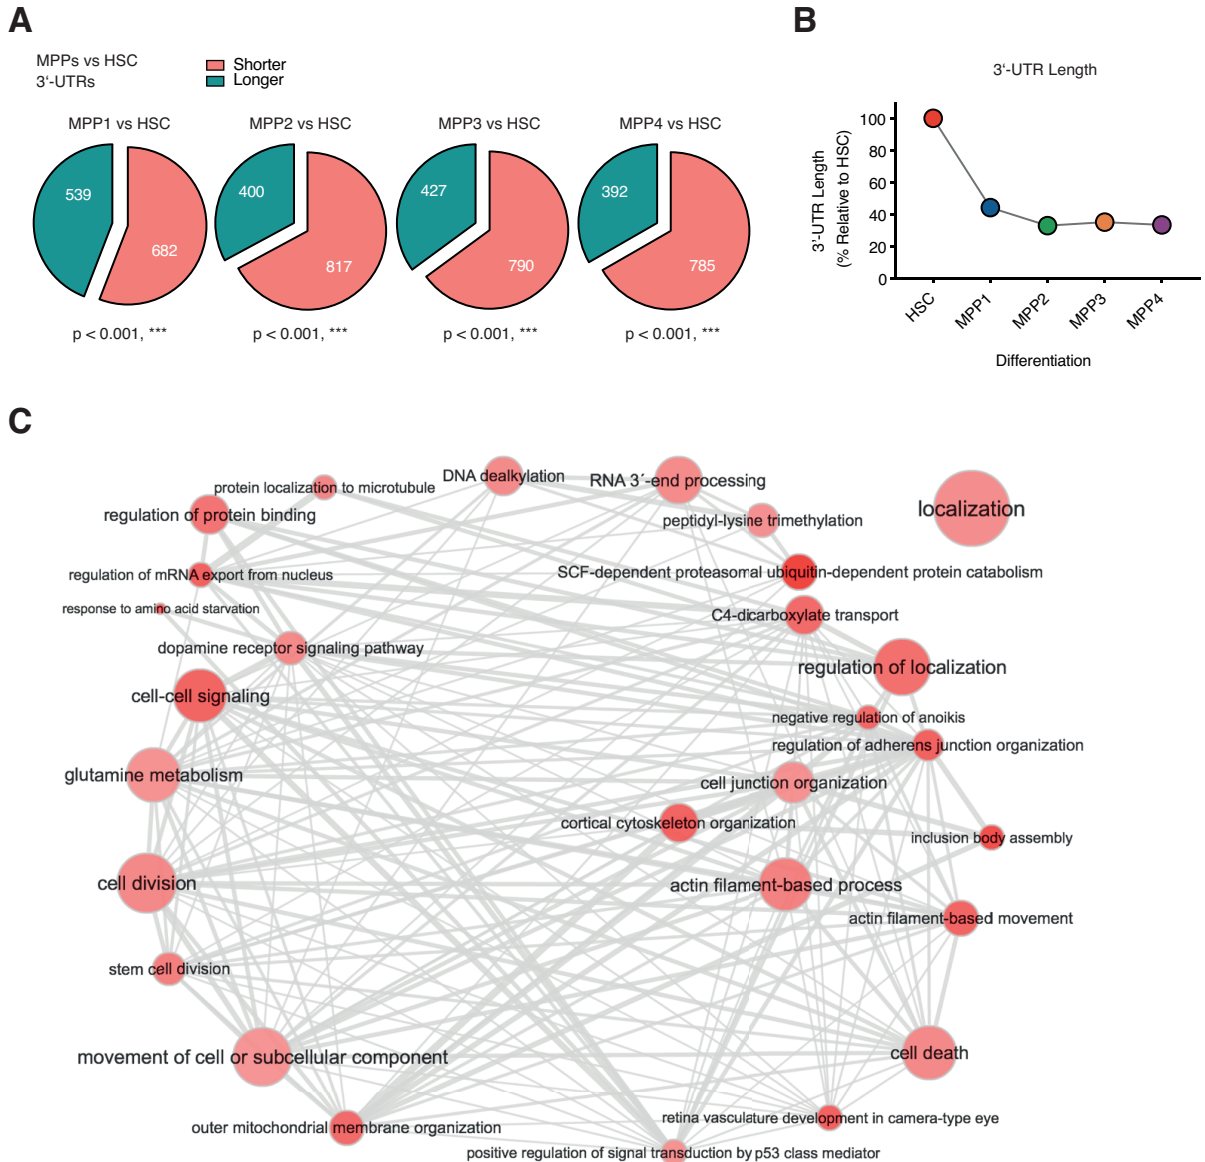 A
B
MPPs vs HSC
3‘-UTRs
Shorter
Longer
MPP1 vs HSC
MPP2 vs HSC
MPP3 vs HSC
MPP4 vs HSC
539
682
400
817
427
790
392
785
p < 0.001, ***
p < 0.001, ***
p < 0.001, ***
p < 0.001, ***
3‘-UTR Length
3’-UTR Length
(% Relative to HSC)
100
80
60
40
20
0
HSC
MPP1
MPP2
MPP3
MPP4
Differentiation
C
DNA dealkylation
RNA 3´-end processing
protein localization to microtubule
localization
regulation of protein binding
peptidyl-lysine trimethylation
regulation of mRNA export from nucleus
SCF-dependent proteasomal ubiquitin-dependent protein catabolism
response to amino acid starvation
C4-dicarboxylate transport
dopamine receptor signaling pathway
regulation of localization
cell-cell signaling
negative regulation of anoikis
regulation of adherens junction organization
glutamine metabolism
cell junction organization
cortical cytoskeleton organization
inclusion body assembly
cell division
actin filament-based process
actin filament-based movement
stem cell division
movement of cell or subcellular component
cell death
outer mitochondrial membrane organization
retina vasculature development in camera-type eye
positive regulation of signal transduction by p53 class mediator